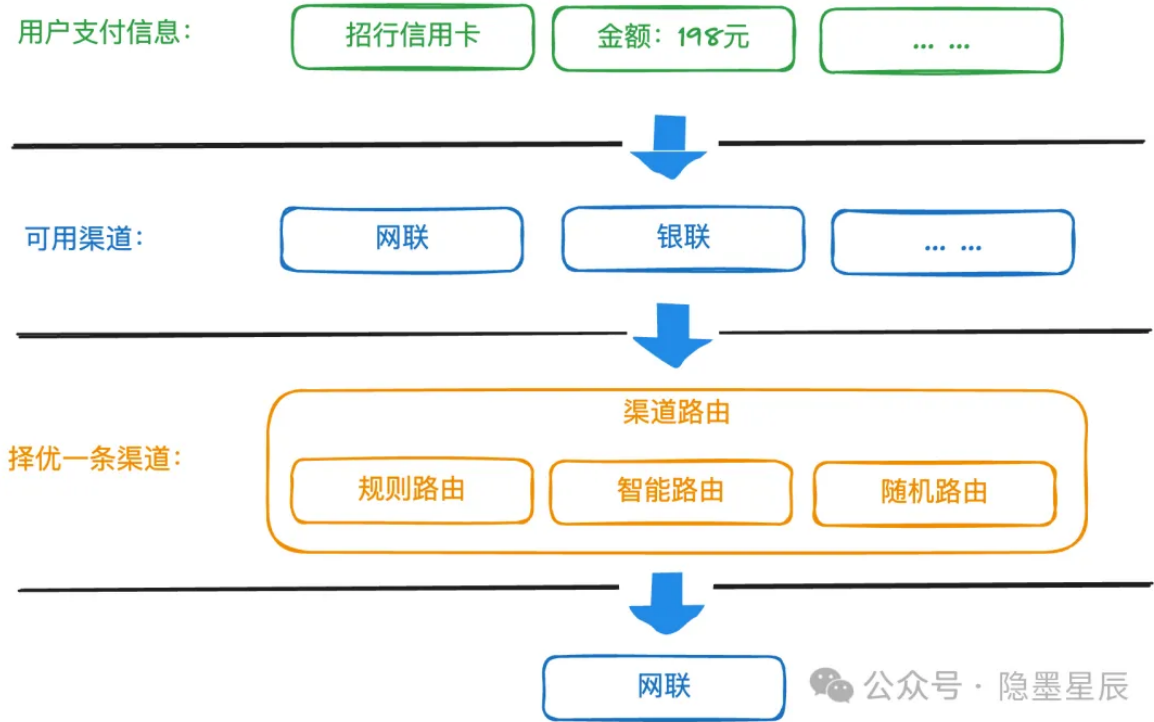 用户支付信息: 招行信用卡 金额: 198元 ... ...
可用渠道: 网联 银联 ... ...
渠道路由
择优一条渠道: 规则路由 智能路由 随机路由
网联
公众号 · 隐墨星辰